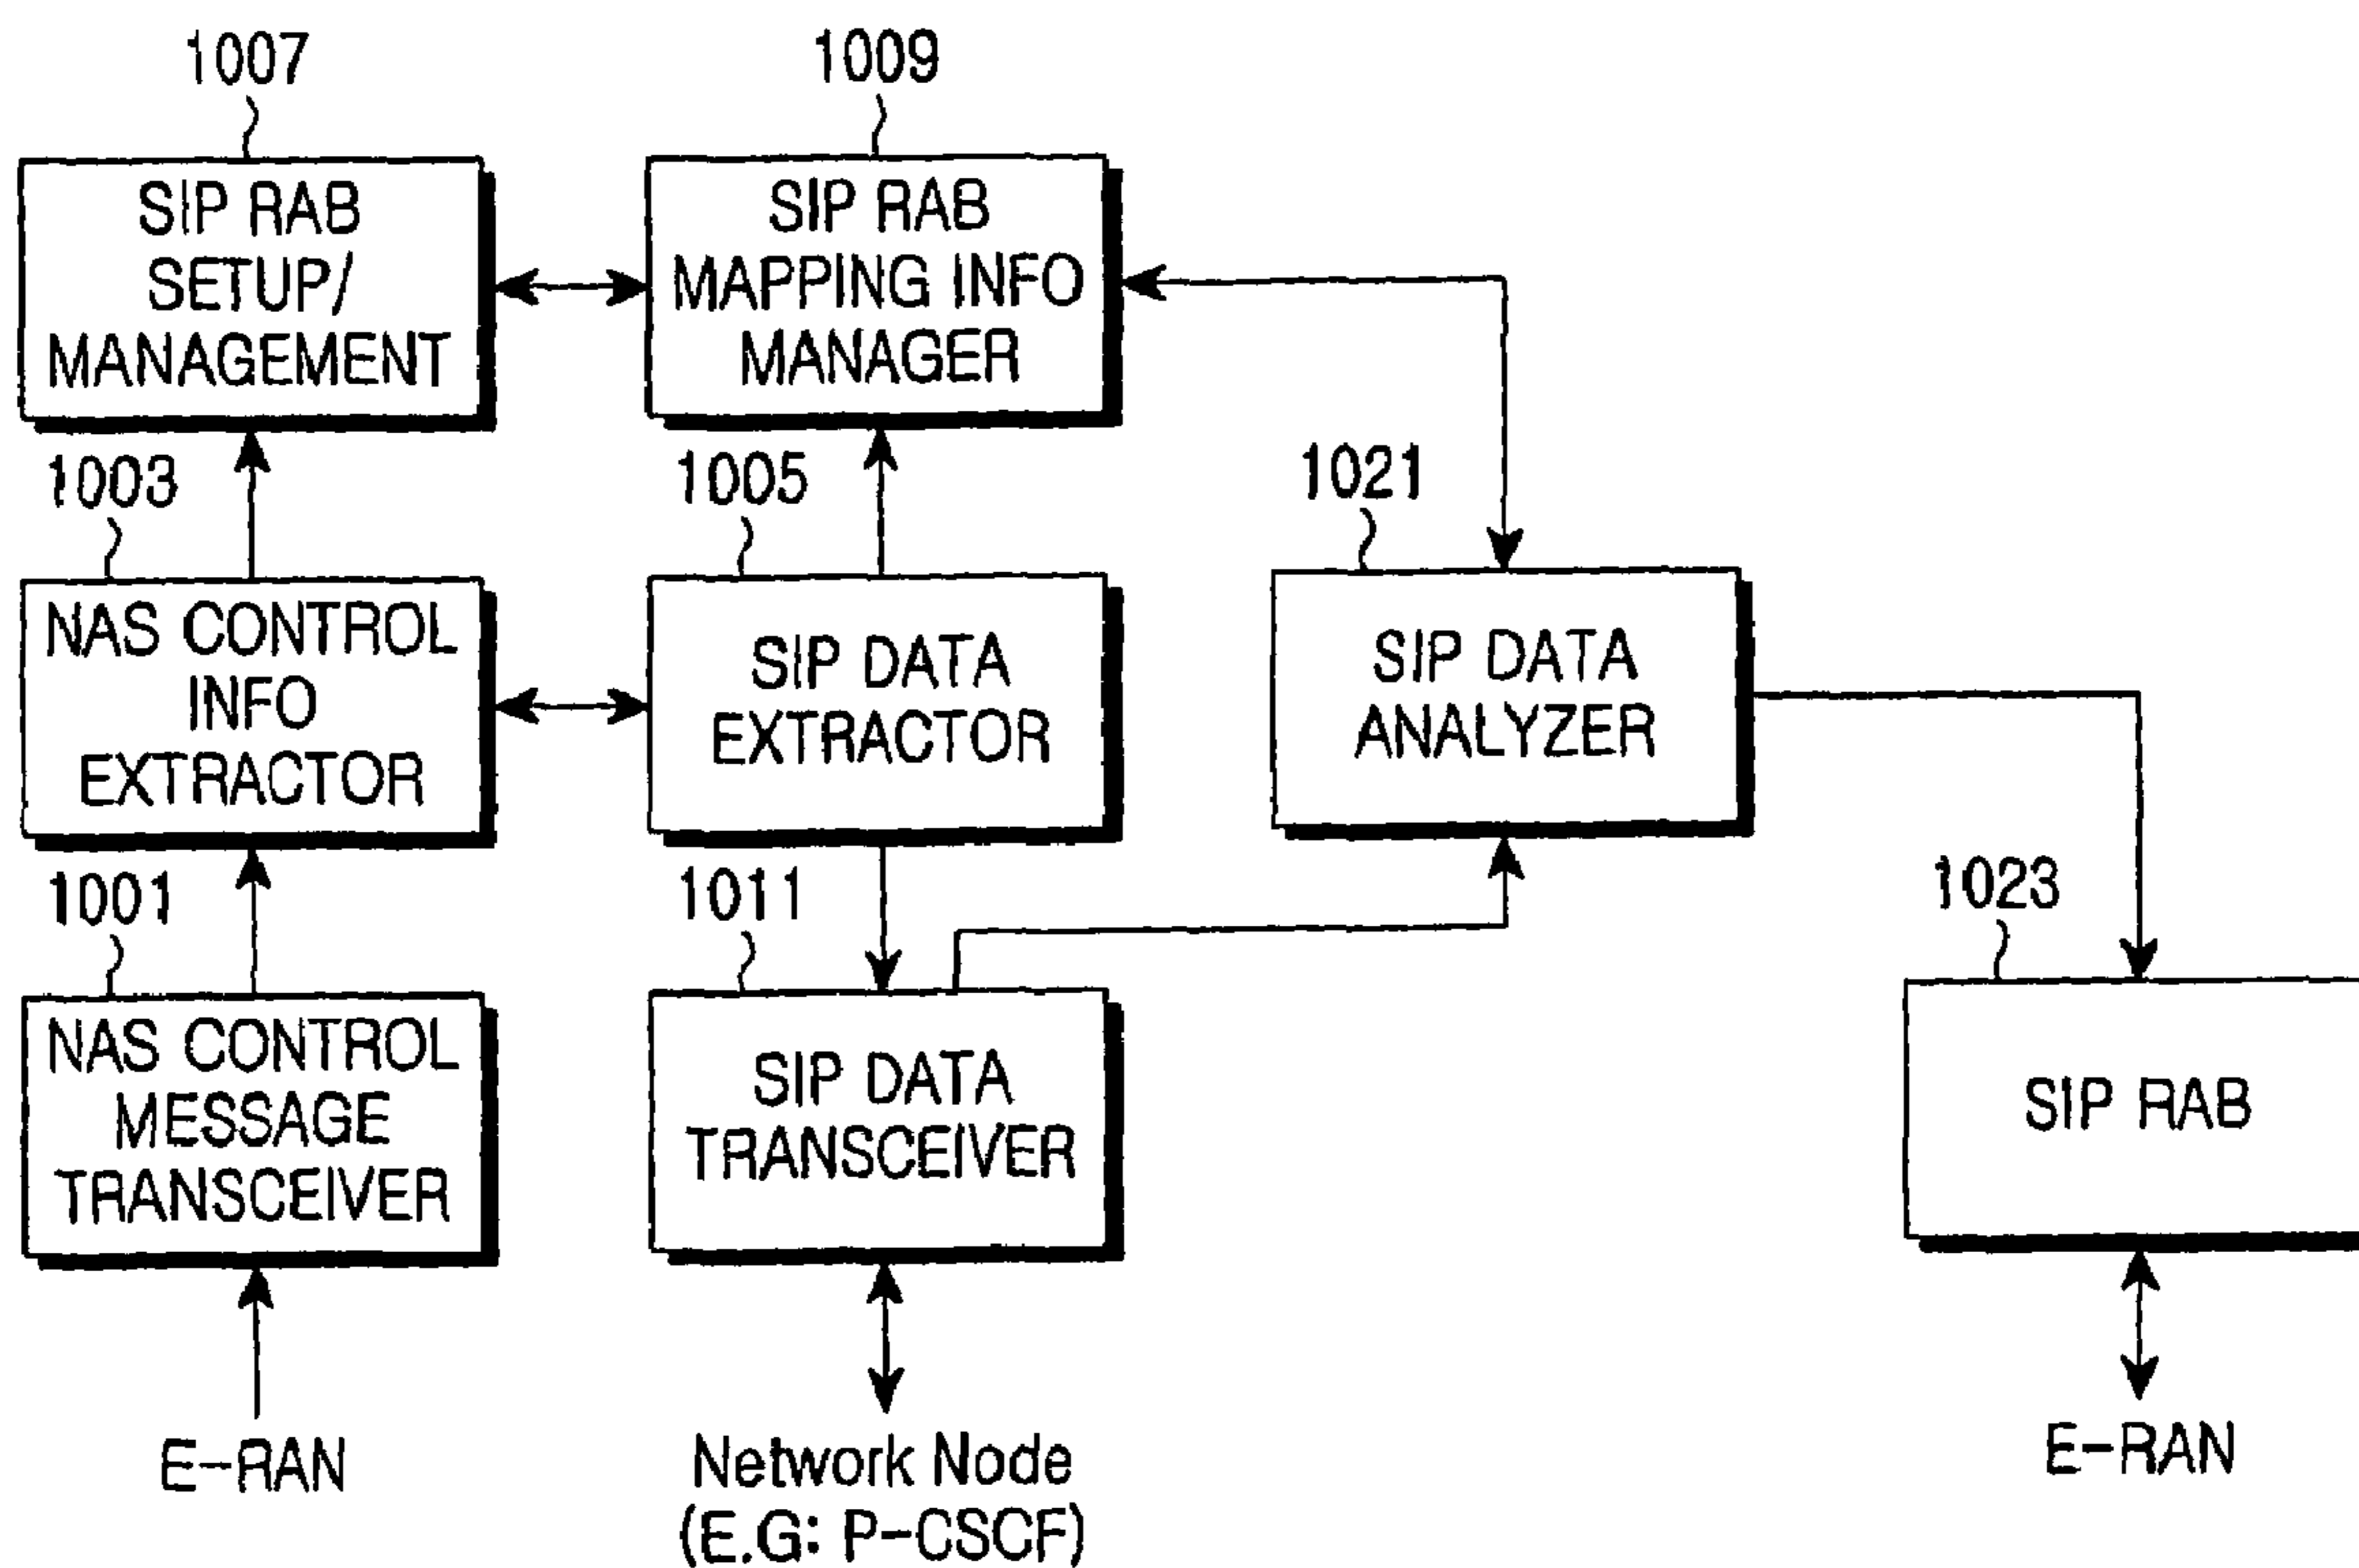 1007
1009
SIP RAB
SETUP/
MANAGEMENT
SIP RAB
MAPPING INFO
MANAGER
1003
1005
1021
NAS CONTROL
INFO
EXTRACTOR
SIP DATA
EXTRACTOR
SIP DATA
ANALYZER
1001
1011
1023
NAS CONTROL
MESSAGE
TRANSCEIVER
SIP DATA
TRANSCEIVER
SIP RAB
E-RAN
Network Node
(E.G: P-CSCF)
E-RAN